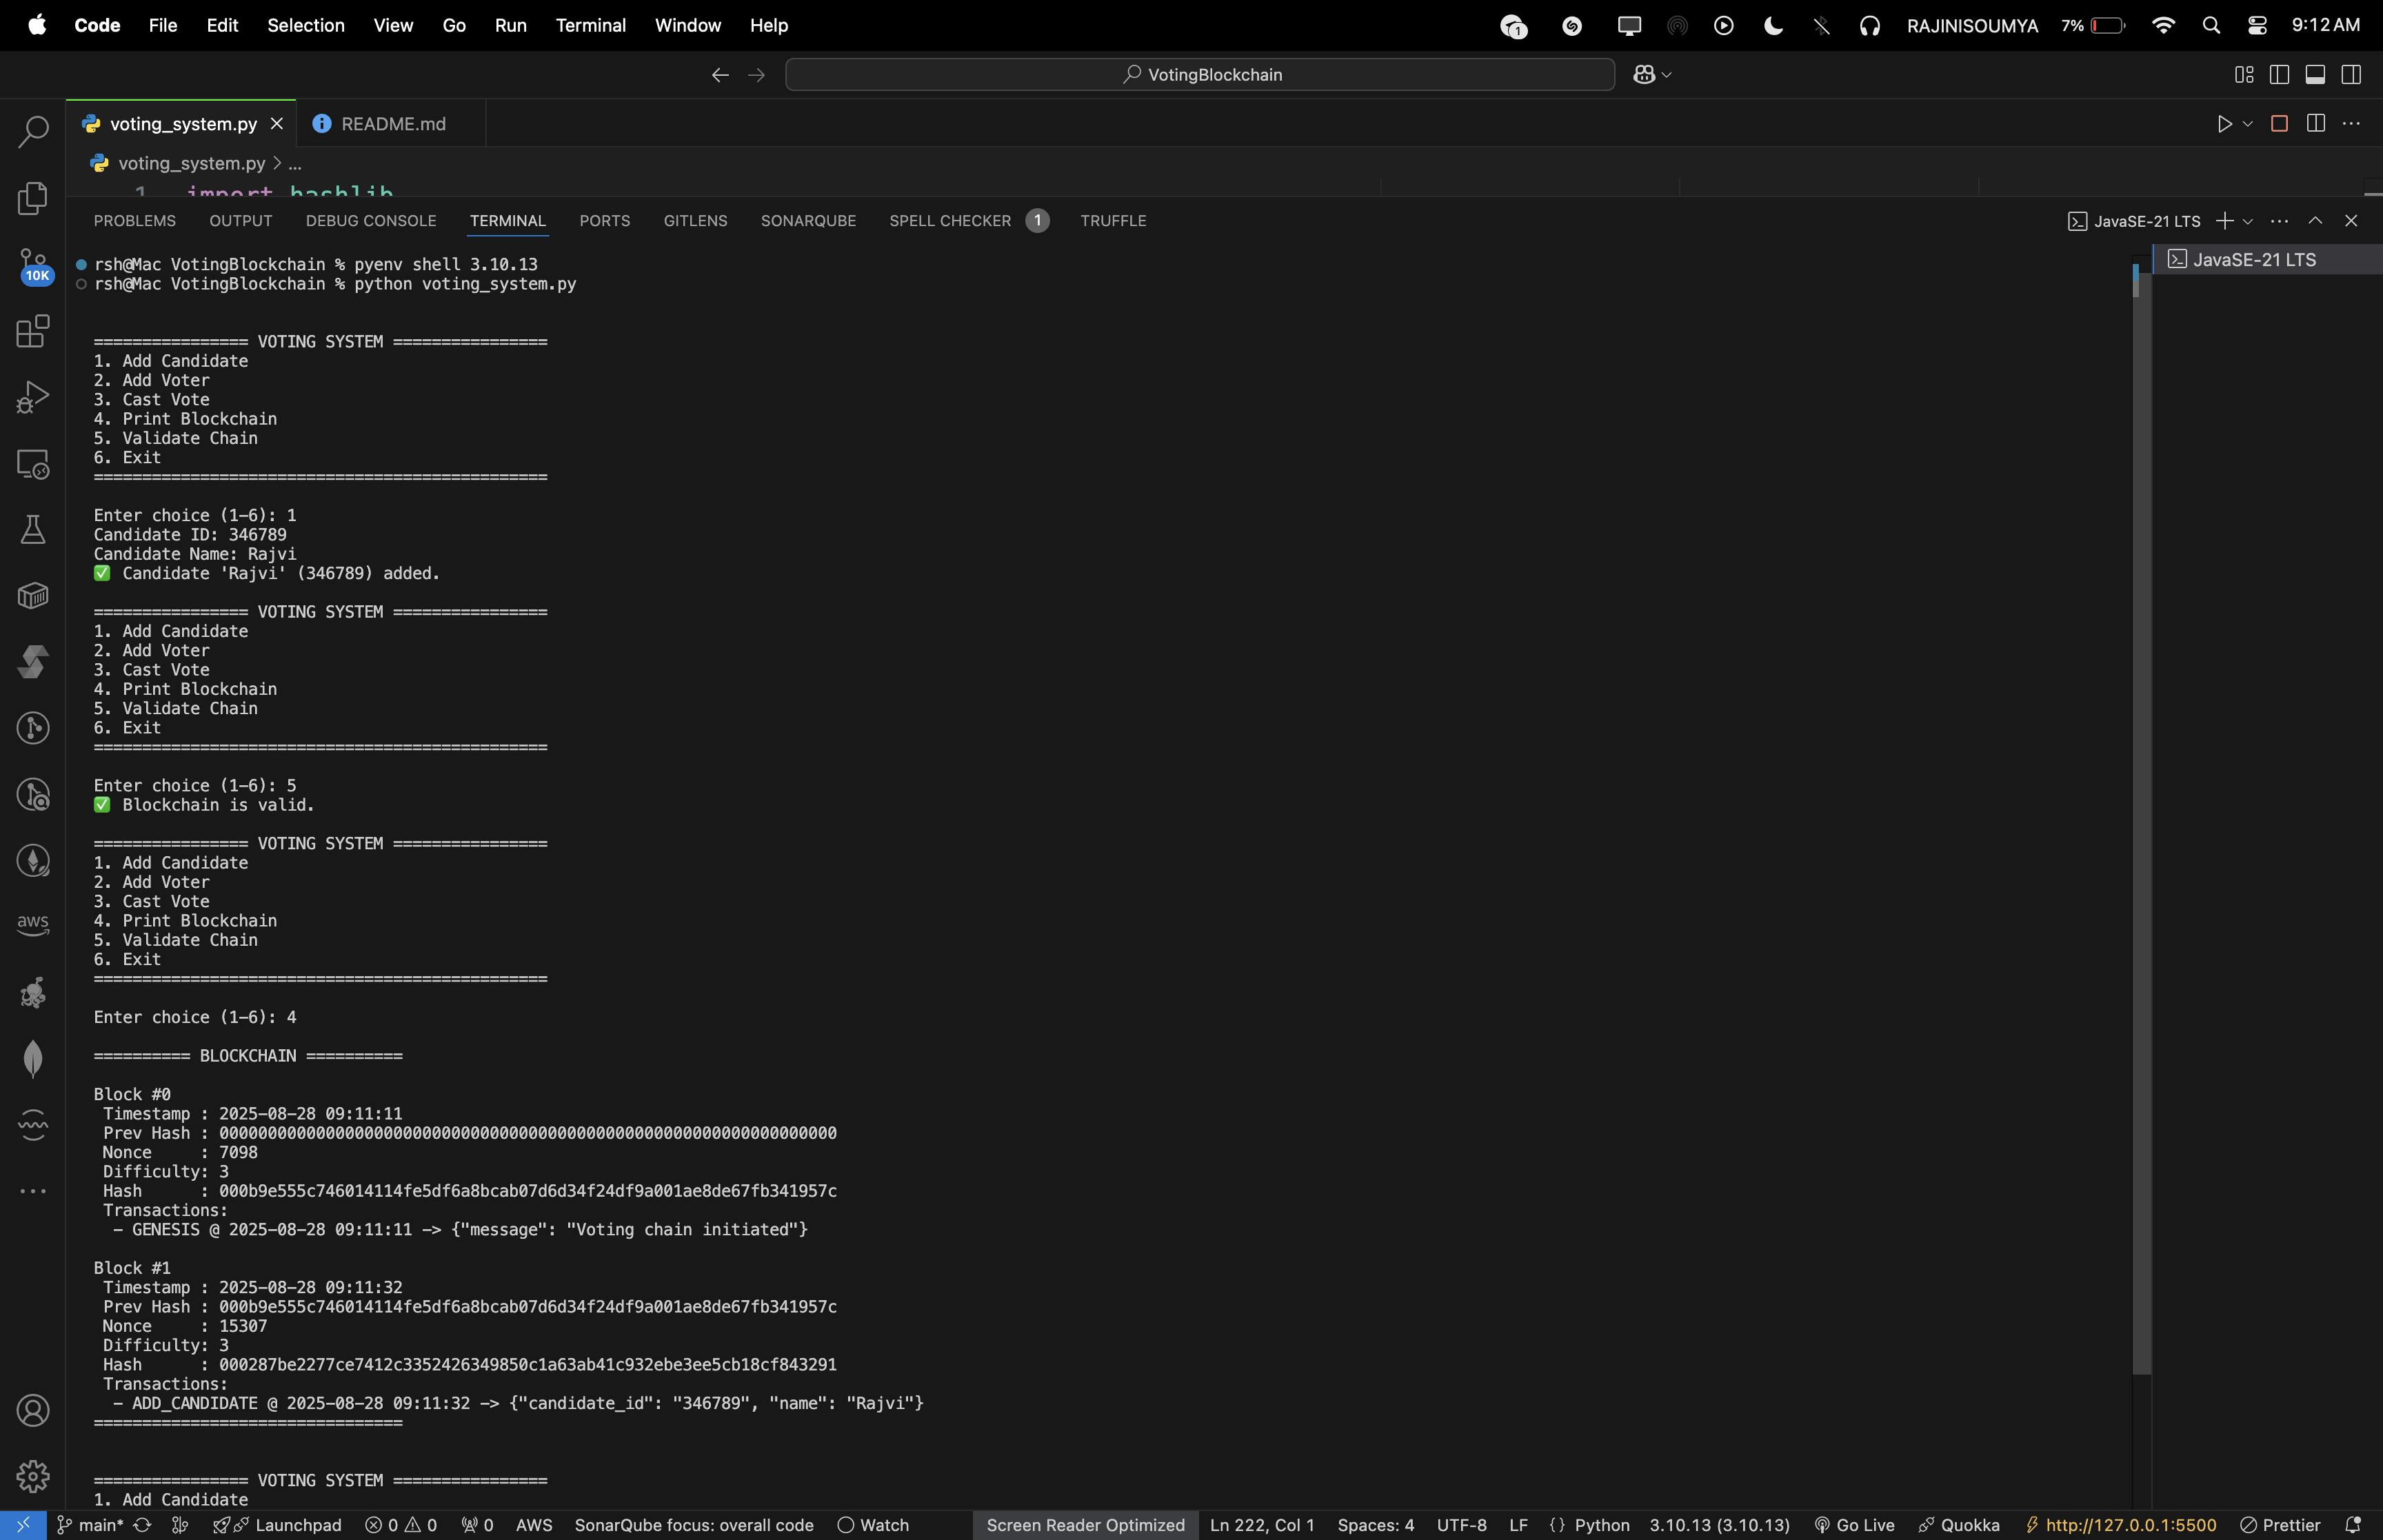 Code File Edit Selection View Go Run Terminal Window Help
1 RAJINISOUMYA 7% 9:12 AM
VotingBlockchain
voting_system.py README.md
voting_system.py > ...
1 import hashlib
PROBLEMS OUTPUT DEBUG CONSOLE TERMINAL PORTS GITLENS SONARQUBE SPELL CHECKER 1 TRUFFLE
JavaSE-21 LTS
JavaSE-21 LTS
10K
aws
rsh@Mac VotingBlockchain % pyenv shell 3.10.13
rsh@Mac VotingBlockchain % python voting_system.py
================ VOTING SYSTEM ================
1. Add Candidate
2. Add Voter
3. Cast Vote
4. Print Blockchain
5. Validate Chain
6. Exit
===============================================
Enter choice (1-6): 1
Candidate ID: 346789
Candidate Name: Rajvi
✅ Candidate 'Rajvi' (346789) added.
================ VOTING SYSTEM ================
1. Add Candidate
2. Add Voter
3. Cast Vote
4. Print Blockchain
5. Validate Chain
6. Exit
===============================================
Enter choice (1-6): 5
✅ Blockchain is valid.
================ VOTING SYSTEM ================
1. Add Candidate
2. Add Voter
3. Cast Vote
4. Print Blockchain
5. Validate Chain
6. Exit
===============================================
Enter choice (1-6): 4
========== BLOCKCHAIN ==========
Block #0
Timestamp : 2025-08-28 09:11:11
Prev Hash : 0000000000000000000000000000000000000000000000000000000000000000
Nonce : 7098
Difficulty: 3
Hash : 000b9e555c746014114fe5df6a8bcab07d6d34f24df9a001ae8de67fb341957c
Transactions:
- GENESIS @ 2025-08-28 09:11:11 -> {"message": "Voting chain initiated"}
Block #1
Timestamp : 2025-08-28 09:11:32
Prev Hash : 000b9e555c746014114fe5df6a8bcab07d6d34f24df9a001ae8de67fb341957c
Nonce : 15307
Difficulty: 3
Hash : 000287be2277ce7412c3352426349850c1a63ab41c932ebe3ee5cb18cf843291
Transactions:
- ADD_CANDIDATE @ 2025-08-28 09:11:32 -> {"candidate_id": "346789", "name": "Rajvi"}
================================
================ VOTING SYSTEM ================
1. Add Candidate
main* Launchpad 0 0 0 AWS SonarQube focus: overall code Watch Screen Reader Optimized Ln 222, Col 1 Spaces: 4 UTF-8 LF {} Python 3.10.13 (3.10.13) Go Live Quokka http://127.0.0.1:5500 Prettier